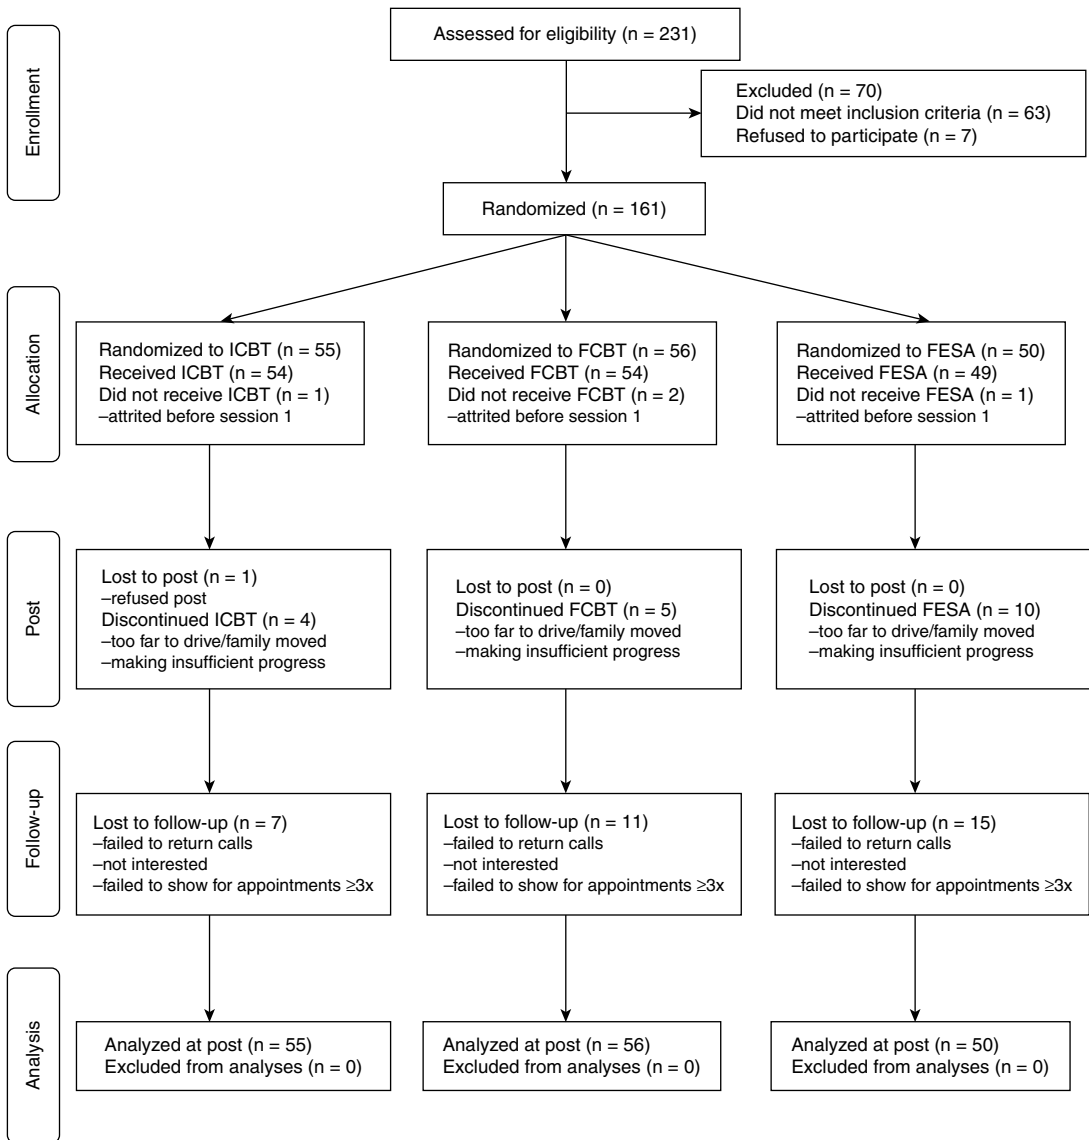 Enrollment
Assessed for eligibility (n = 231)
Excluded (n = 70)
Did not meet inclusion criteria (n = 63)
Refused to participate (n = 7)
Randomized (n = 161)
Allocation
Randomized to ICBT (n = 55)
Received ICBT (n = 54)
Did not receive ICBT (n = 1)
–attrited before session 1
Randomized to FCBT (n = 56)
Received FCBT (n = 54)
Did not receive FCBT (n = 2)
–attrited before session 1
Randomized to FESA (n = 50)
Received FESA (n = 49)
Did not receive FESA (n = 1)
–attrited before session 1
Post
Lost to post (n = 1)
–refused post
Discontinued ICBT (n = 4)
–too far to drive/family moved
–making insufficient progress
Lost to post (n = 0)
Discontinued FCBT (n = 5)
–too far to drive/family moved
–making insufficient progress
Lost to post (n = 0)
Discontinued FESA (n = 10)
–too far to drive/family moved
–making insufficient progress
Follow-up
Lost to follow-up (n = 7)
–failed to return calls
–not interested
–failed to show for appointments ≥3x
Lost to follow-up (n = 11)
–failed to return calls
–not interested
–failed to show for appointments ≥3x
Lost to follow-up (n = 15)
–failed to return calls
–not interested
–failed to show for appointments ≥3x
Analysis
Analyzed at post (n = 55)
Excluded from analyses (n = 0)
Analyzed at post (n = 56)
Excluded from analyses (n = 0)
Analyzed at post (n = 50)
Excluded from analyses (n = 0)